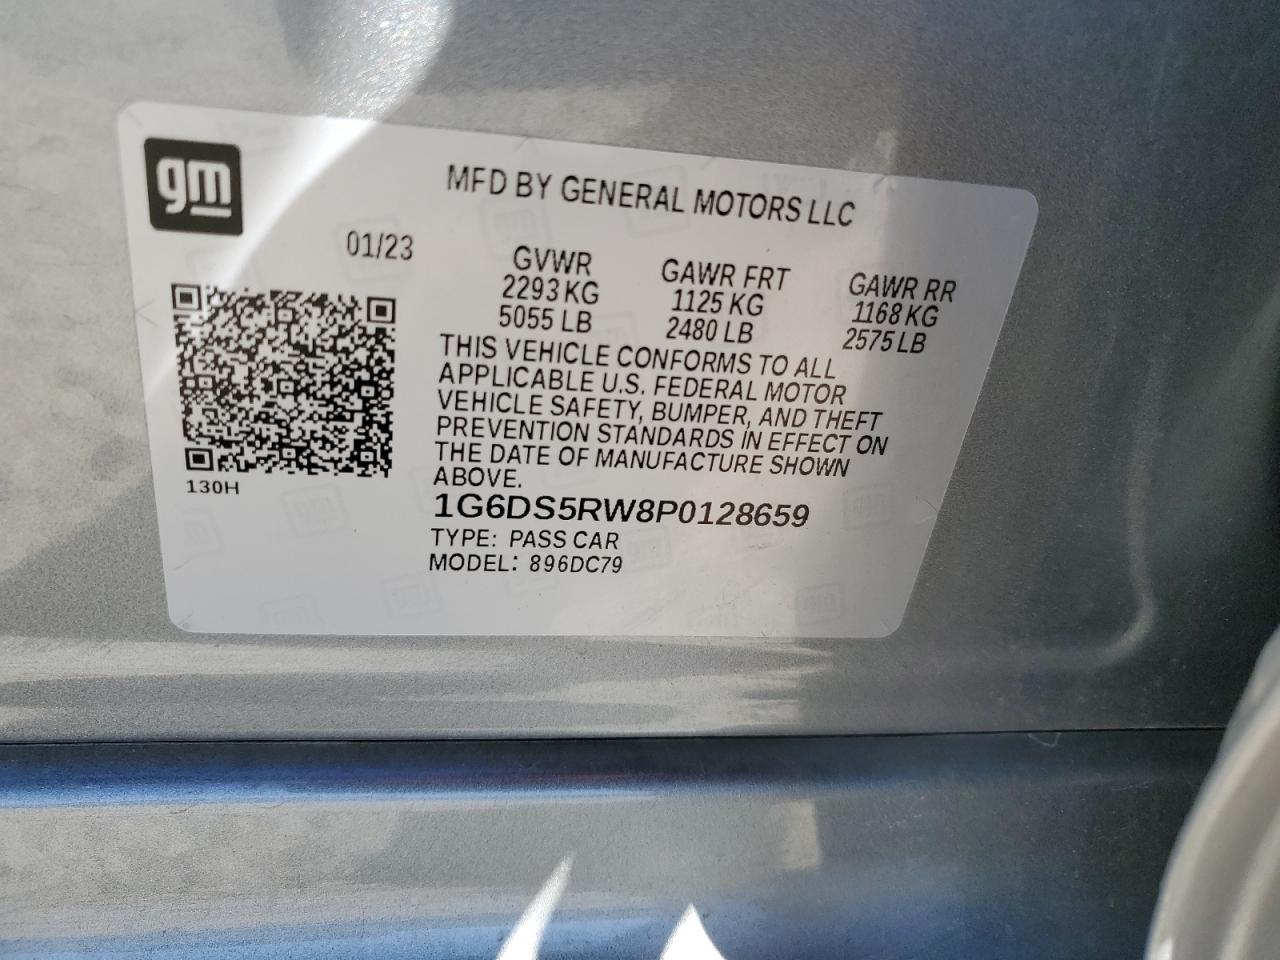 gm
MFD BY GENERAL MOTORS LLC
01/23
GVWR GAWR FRT GAWR RR
2293 KG 1125 KG 1168 KG
5055 LB 2480 LB 2575 LB
THIS VEHICLE CONFORMS TO ALL
APPLICABLE U.S. FEDERAL MOTOR
VEHICLE SAFETY, BUMPER, AND THEFT
PREVENTION STANDARDS IN EFFECT ON
THE DATE OF MANUFACTURE SHOWN
ABOVE.
130H
1G6DS5RW8P0128659
TYPE: PASS CAR
MODEL: 896DC79